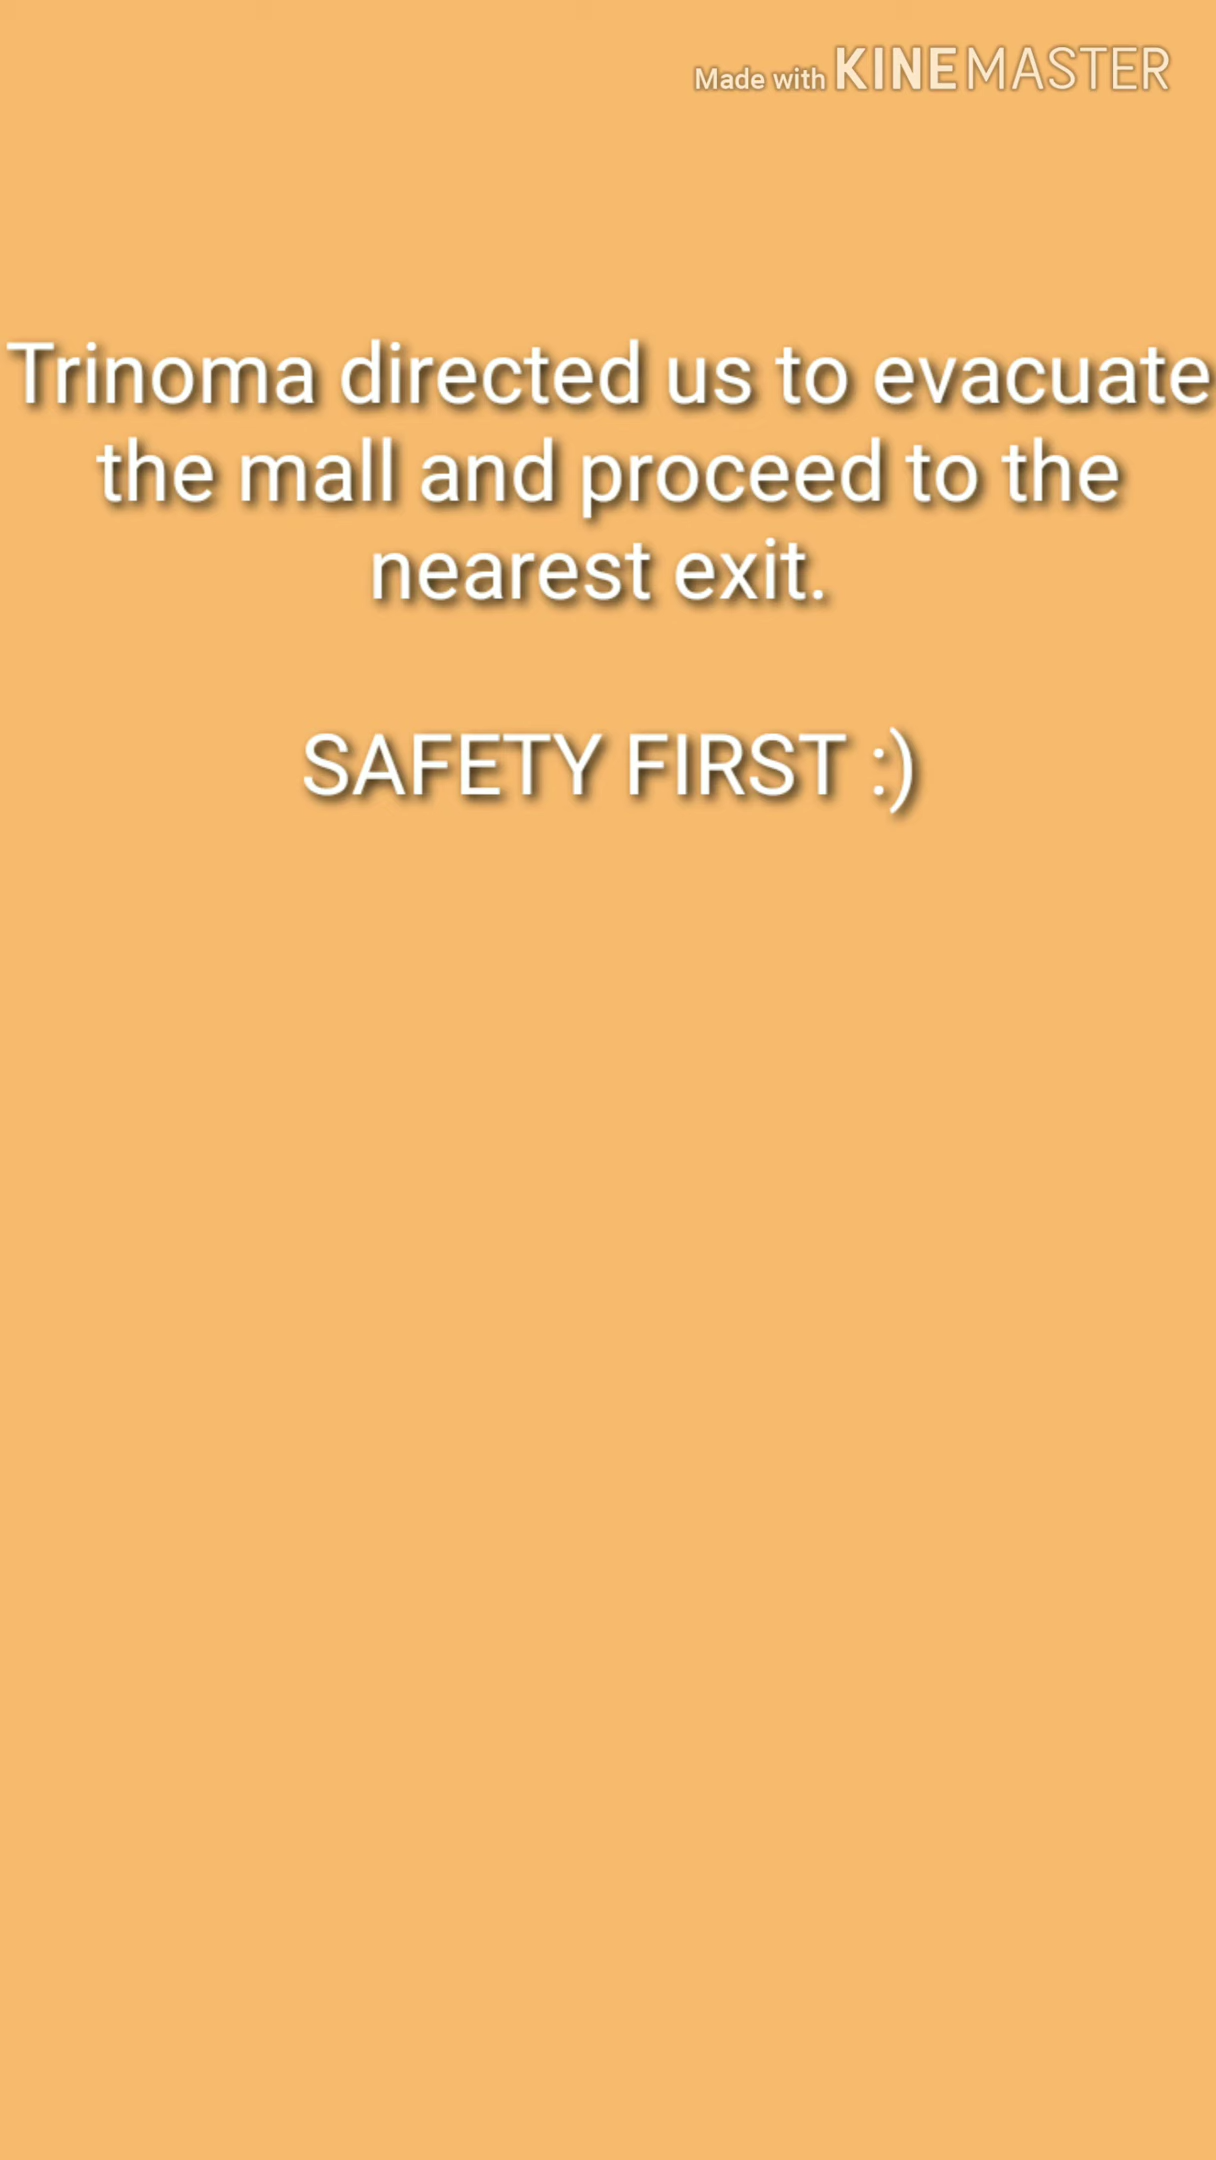 Made with KINEMASTER
Trinoma directed us to evacuate
the mall and proceed to the
nearest exit.
SAFETY FIRST :)